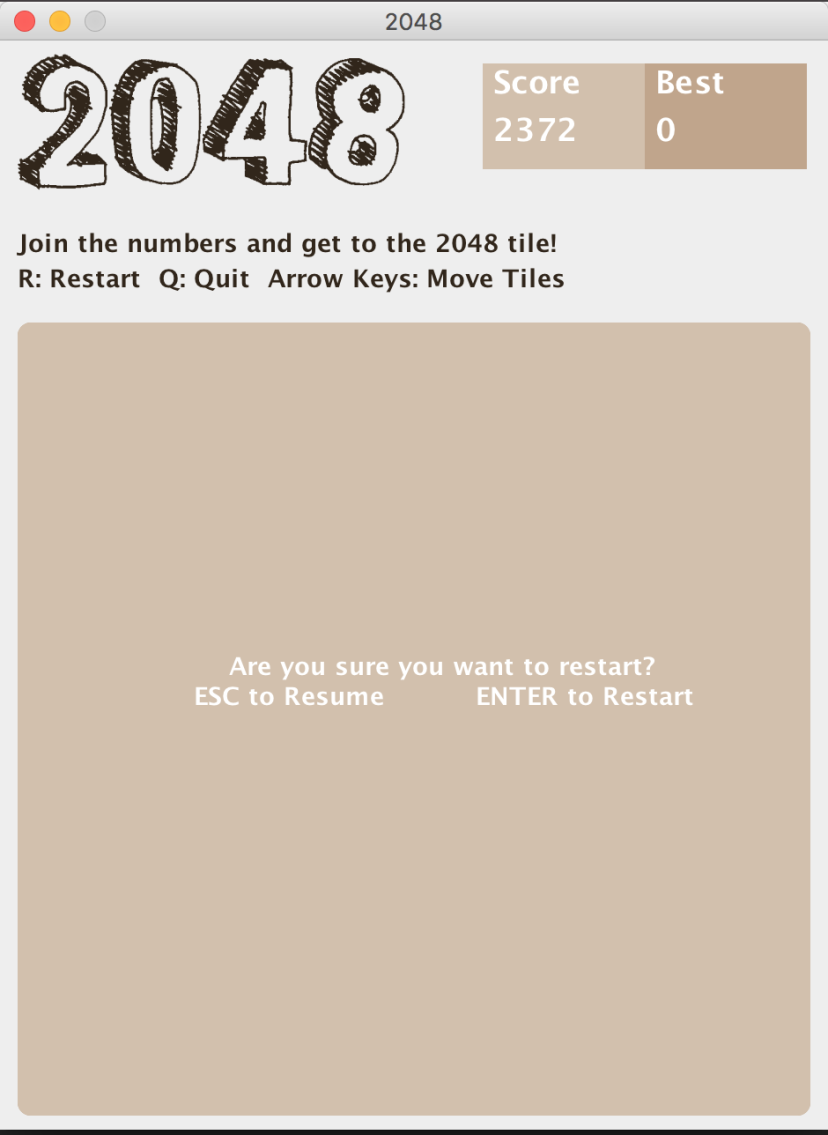 2048
2048
Score Best
2372 0
Join the numbers and get to the 2048 tile!
R: Restart  Q: Quit  Arrow Keys: Move Tiles
Are you sure you want to restart?
ESC to Resume ENTER to Restart